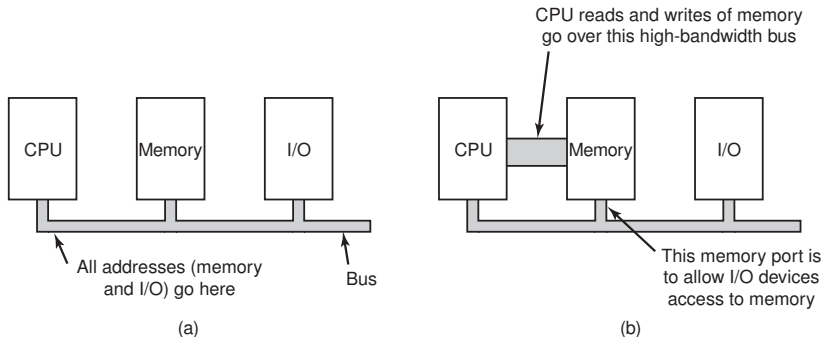 CPU reads and writes of memory
go over this high-bandwidth bus
CPU
Memory
I/O
All addresses (memory
and I/O) go here
Bus
(a)
CPU
Memory
I/O
This memory port is
to allow I/O devices
access to memory
(b)